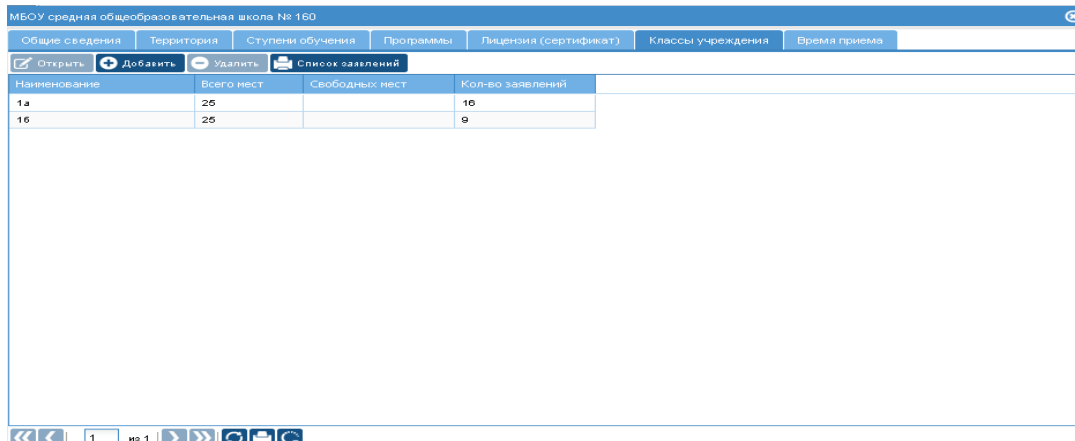 МБОУ средняя общеобразовательная школа № 160
Общие сведения Территория Ступени обучения Программы Лицензия (сертификат) Классы учреждения Время приема
Открыть Добавить Удалить Список заявлений
Наименование Всего мест Свободных мест Кол-во заявлений
1а 25 16
1б 25 9
1 из 1